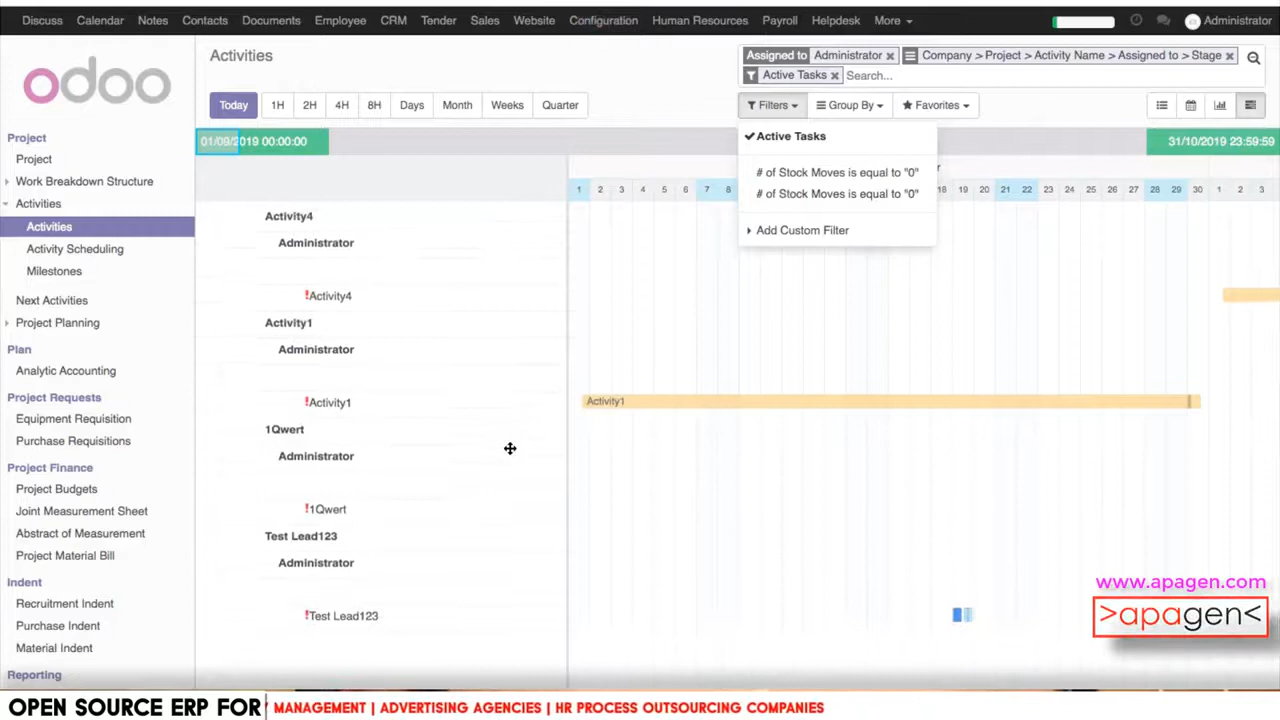 Discuss Calendar Notes Contacts Documents Employee CRM Tender Sales Website Configuration Human Resources Payroll Helpdesk More Administrator
odoo
Activities
Assigned to Administrator Company > Project > Activity Name > Assigned to > Stage
Active Tasks Search...
Today 1H 2H 4H 8H Days Month Weeks Quarter
Filters Group By Favorites
01/09/2019 00:00:00 31/10/2019 23:59:59
Active Tasks
# of Stock Moves is equal to "0"
# of Stock Moves is equal to "0"
Add Custom Filter
1 2 3 4 5 6 7 8 18 19 20 21 22 23 24 25 26 27 28 29 30 1 2 3
Project
Project
Work Breakdown Structure
Activities
Activities
Activity Scheduling
Milestones
Next Activities
Project Planning
Plan
Analytic Accounting
Project Requests
Equipment Requisition
Purchase Requisitions
Project Finance
Project Budgets
Joint Measurement Sheet
Abstract of Measurement
Project Material Bill
Indent
Recruitment Indent
Purchase Indent
Material Indent
Reporting
Activity4
Administrator
!Activity4
Activity1
Administrator
!Activity1 Activity1
1Qwert
Administrator
!1Qwert
Test Lead123
Administrator
!Test Lead123
www.apagen.com
>apagen<
OPEN SOURCE ERP FOR MANAGEMENT | ADVERTISING AGENCIES | HR PROCESS OUTSOURCING COMPANIES